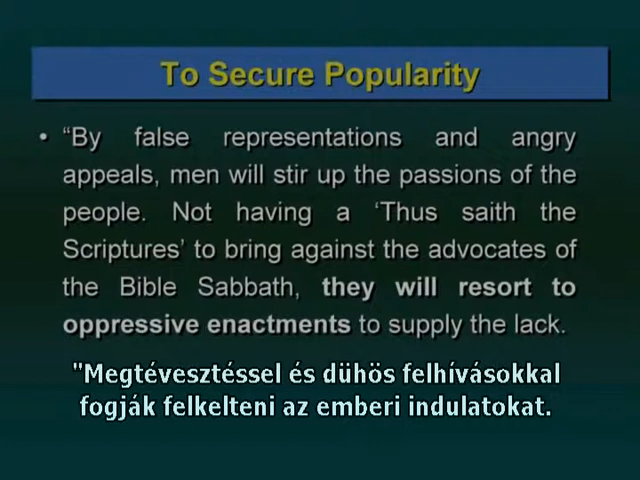 To Secure Popularity
• “By false representations and angry
appeals, men will stir up the passions of the
people. Not having a ‘Thus saith the
Scriptures’ to bring against the advocates of
the Bible Sabbath, they will resort to
oppressive enactments to supply the lack.
"Megtévesztéssel és dühös felhívásokkal
fogják felkelteni az emberi indulatokat.